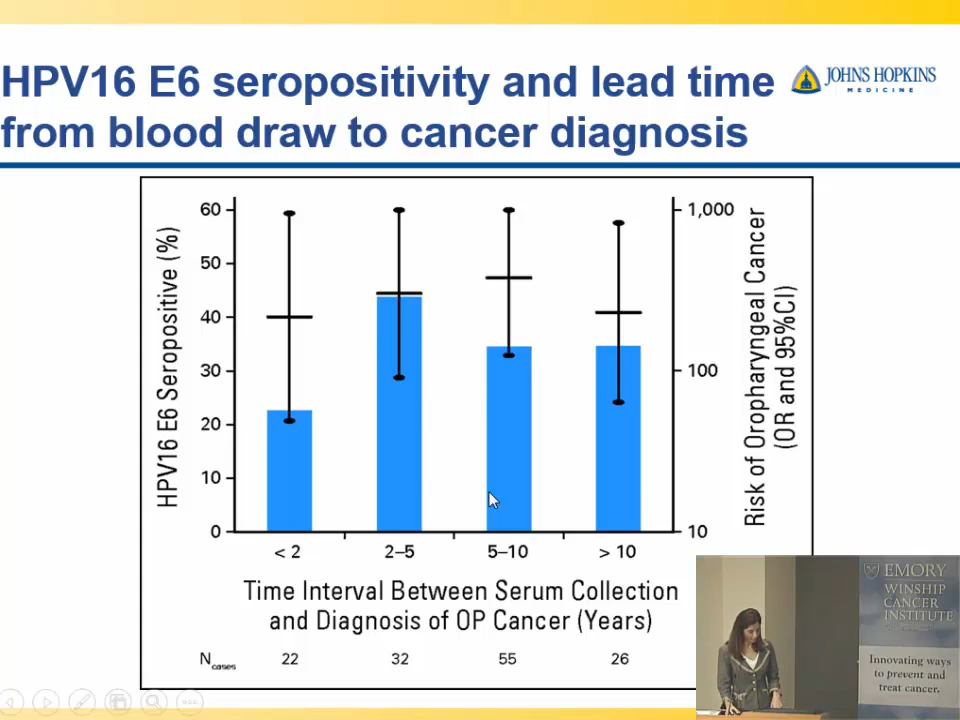 HPV16 E6 seropositivity and lead time
from blood draw to cancer diagnosis
JOHNS HOPKINS
MEDICINE
HPV16 E6 Seropositive (%)
60
50
40
30
20
10
0
1,000
100
10
Risk of Oropharyngeal Cancer
(OR and 95%CI)
< 2 2–5 5–10 > 10
Time Interval Between Serum Collection
and Diagnosis of OP Cancer (Years)
Ncases 22 32 55 26
EMORY
WINSHIP
CANCER
INSTITUTE
Innovating ways
to prevent and
treat cancer.